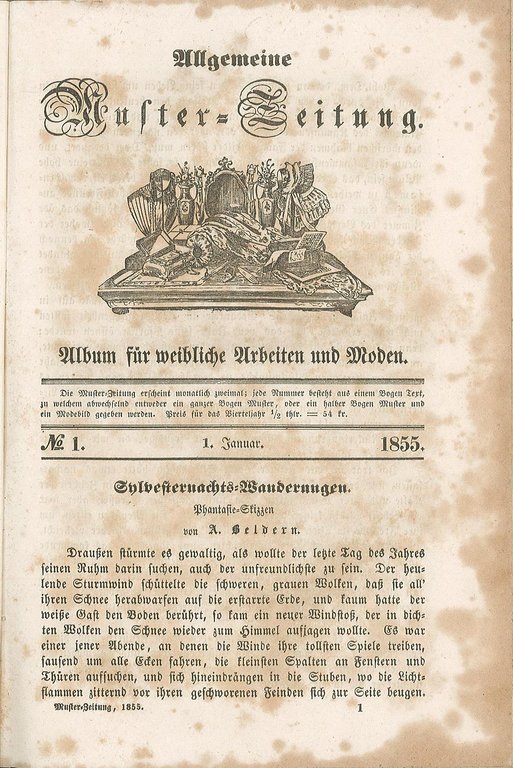 Allgemeine
Muster-Zeitung.
Album für weibliche Arbeiten und Moden.
Die Muster-Zeitung erscheint monatlich zweimal; jede Nummer besteht aus einem Bogen Text,
zu welchem abwechselnd entweder ein ganzer Bogen Muster, oder ein halber Bogen Muster und
ein Modebild gegeben werden. Preis für das Vierteljahr 1/2 thlr. = 54 kr.
№ 1. 1. Januar. 1855.
Sylvesternachts-Wanderungen.
Phantasie-Skizzen
von A. Beldern.
Draußen stürmte es gewaltig, als wollte der letzte Tag des Jahres
seinen Ruhm darin suchen, auch der unfreundlichste zu sein. Der heu-
lende Sturmwind schüttelte die schweren, grauen Wolken, daß sie all'
ihren Schnee herabwarfen auf die erstarrte Erde, und kaum hatte der
weiße Gast den Boden berührt, so kam ein neuer Windstoß, der in dich-
ten Wolken den Schnee wieder zum Himmel aufjagen wollte. Es war
einer jener Abende, an denen die Winde ihre tollsten Spiele treiben,
sausend um alle Ecken fahren, die kleinsten Spalten an Fenstern und
Thüren aufsuchen, und sich hineindrängen in die Stuben, wo die Licht-
flammen zitternd vor ihren geschworenen Feinden sich zur Seite beugen.
Muster-Zeitung, 1855. 1